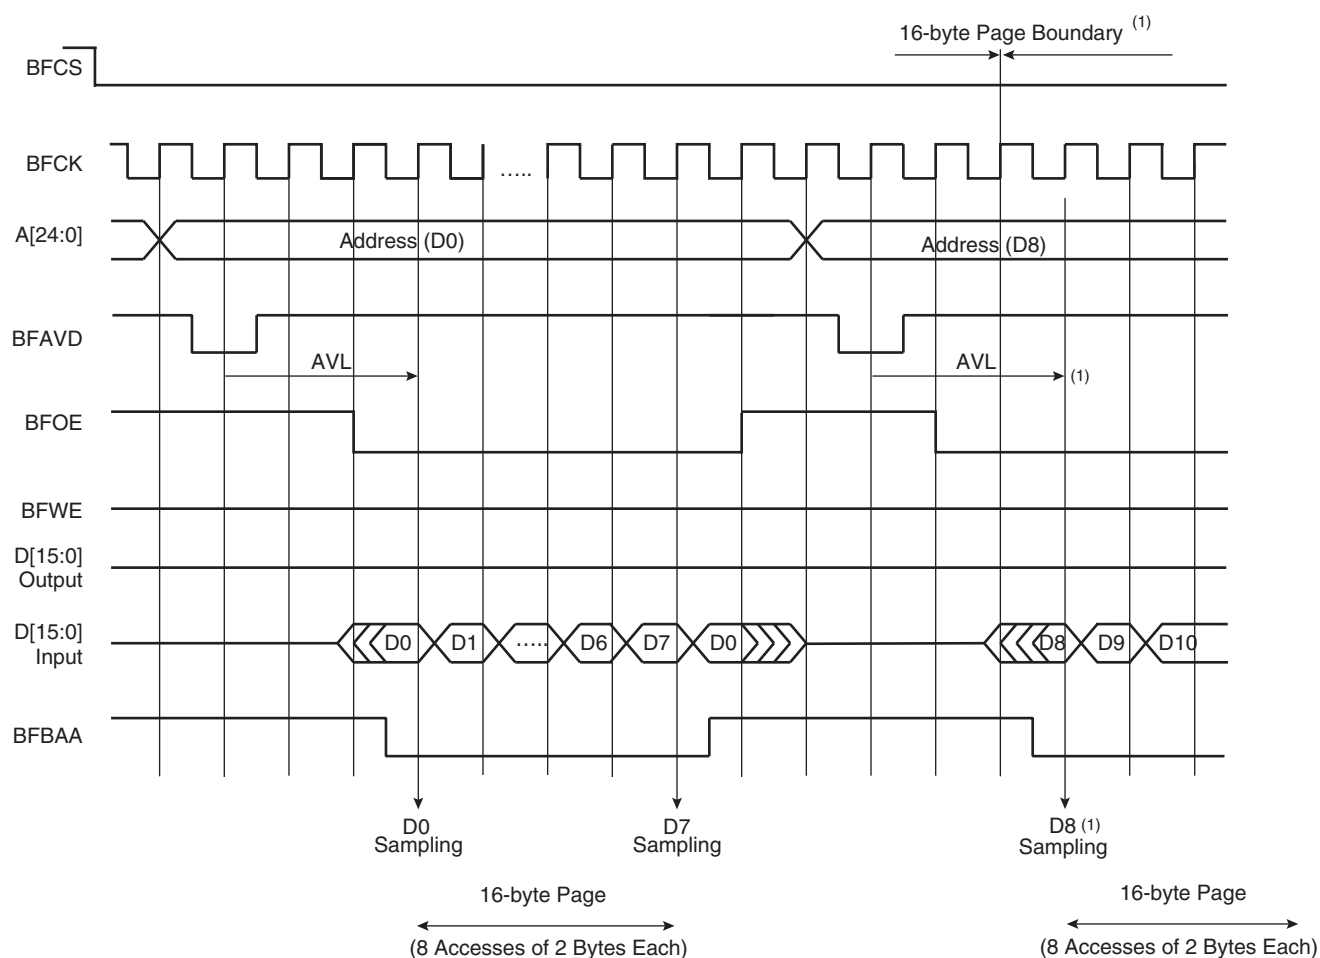 16-byte Page Boundary (1)
BFCS
BFCK
.....
A[24:0]
Address (D0)
Address (D8)
BFAVD
AVL
AVL
(1)
BFOE
BFWE
D[15:0]
Output
D[15:0]
Input
D0
D1
.....
D6
D7
D0
D8
D9
D10
BFBAA
D0
Sampling
D7
Sampling
D8 (1)
Sampling
16-byte Page
(8 Accesses of 2 Bytes Each)
16-byte Page
(8 Accesses of 2 Bytes Each)